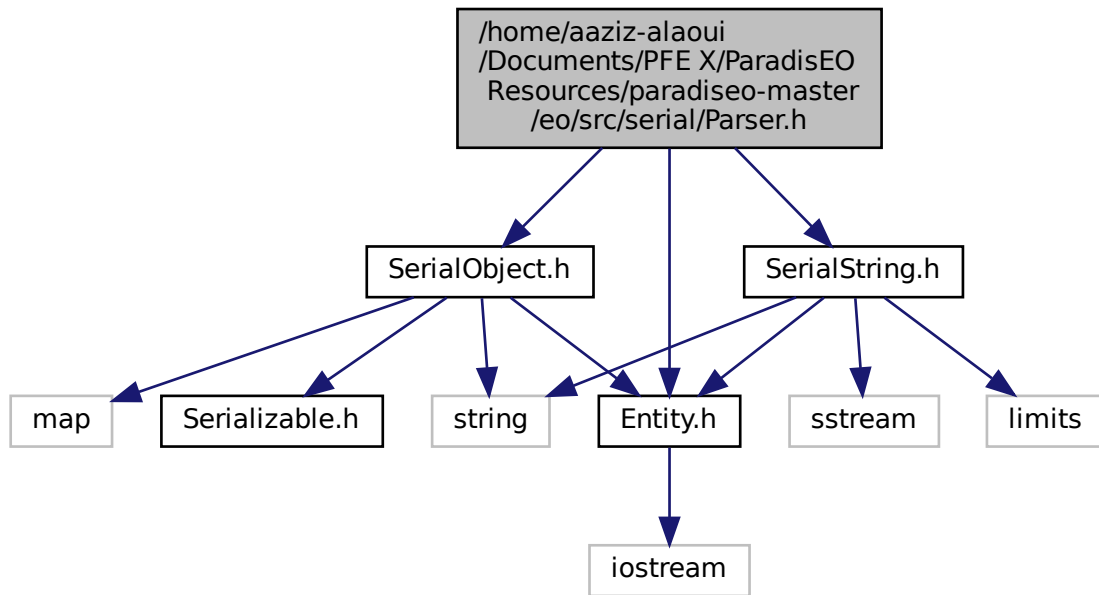 /home/aaziz-alaoui
/Documents/PFE X/ParadisEO
Resources/paradiseo-master
/eo/src/serial/Parser.h
SerialObject.h
SerialString.h
map
Serializable.h
string
Entity.h
sstream
limits
iostream